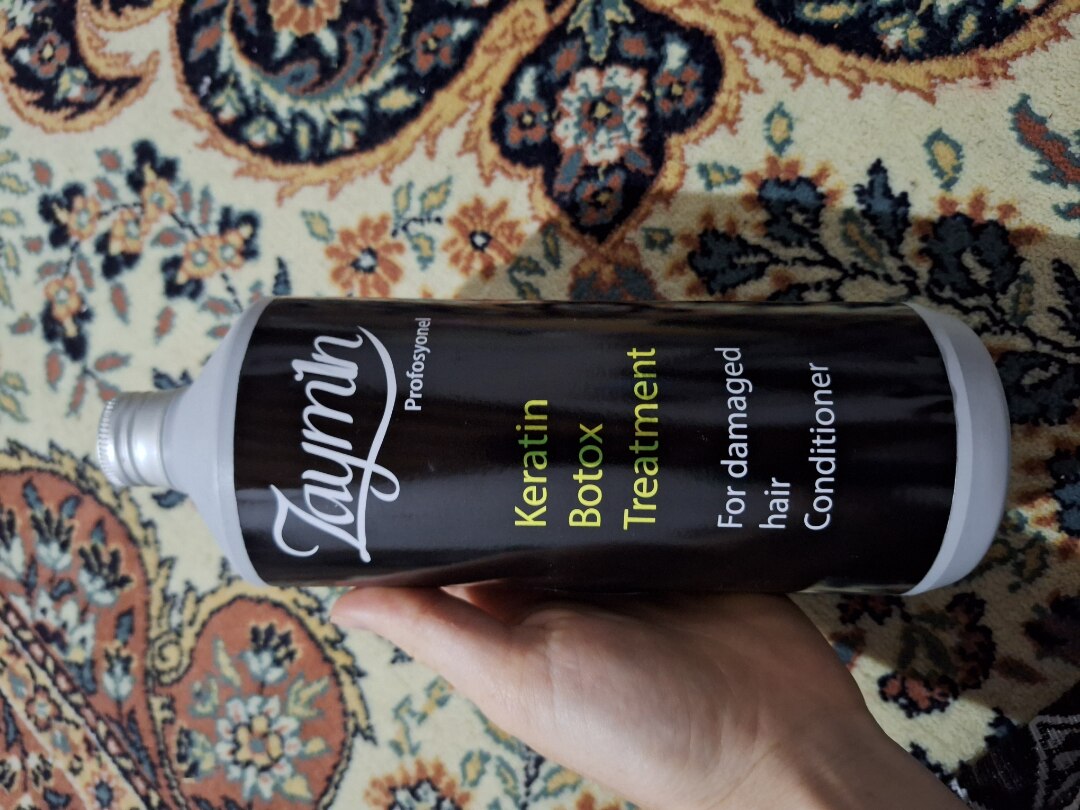 Zaymin
Profosyonel
Keratin
Botox
Treatment
For damaged
hair
Conditioner